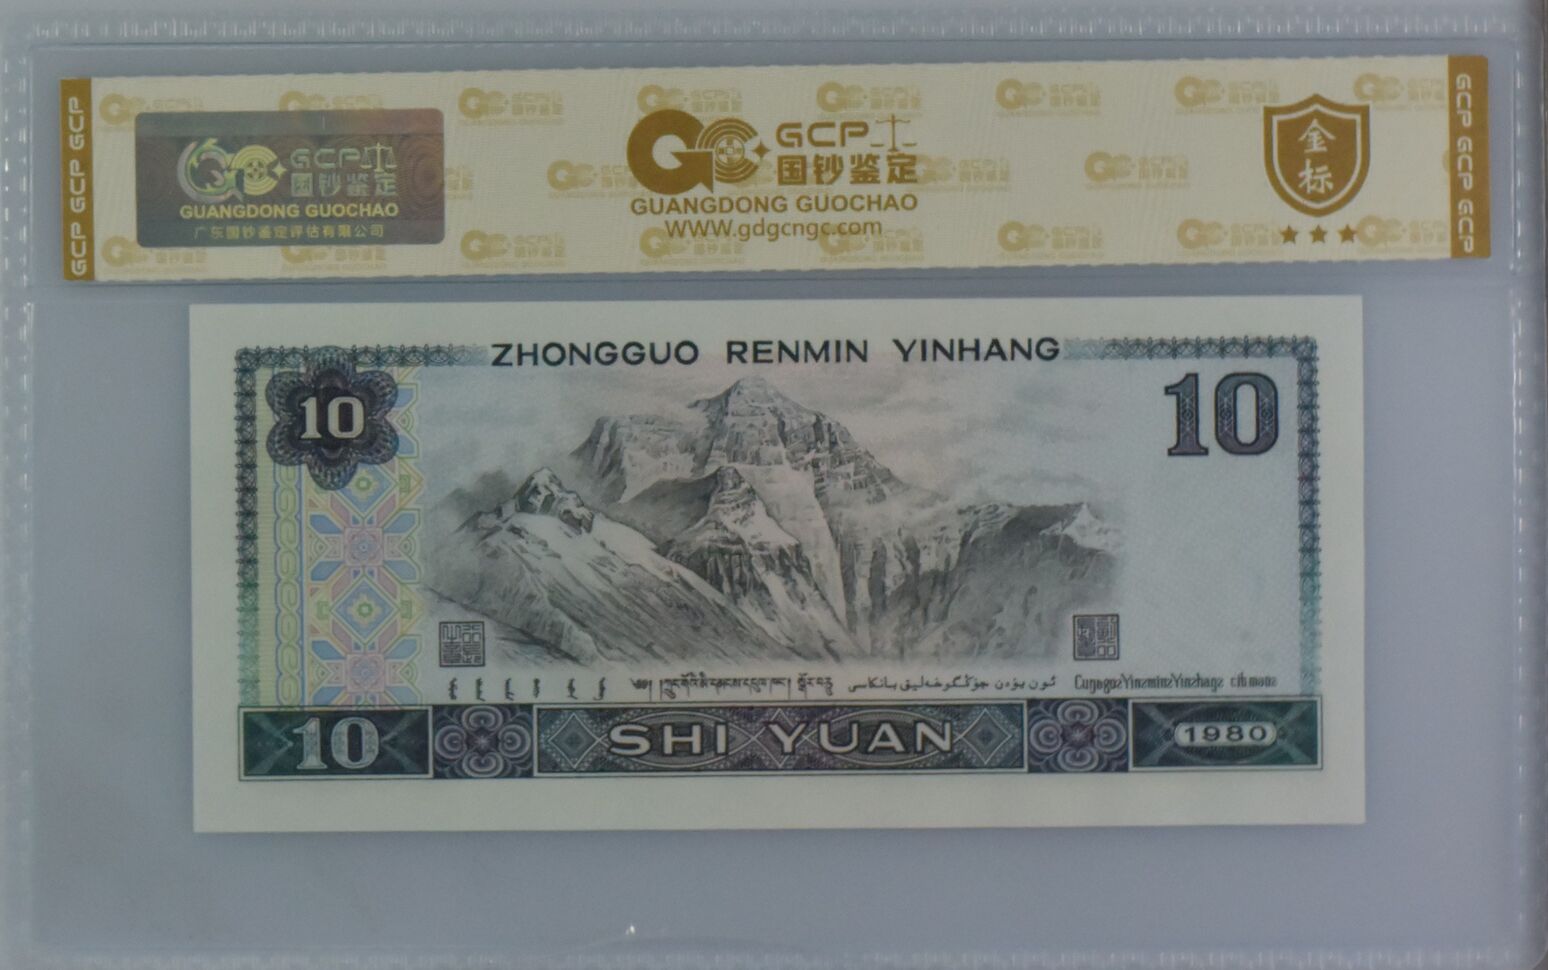 GCP GCP GCP
GCP 国钞鉴定
GUANGDONG GUOCHAO
广东国钞鉴定评估有限公司
GCP 国钞鉴定
GUANGDONG GUOCHAO
WWW.gdgcngc.com
金标
GCP GCP GCP
ZHONGGUO RENMIN YINHANG
10
10
10
SHI YUAN
1980